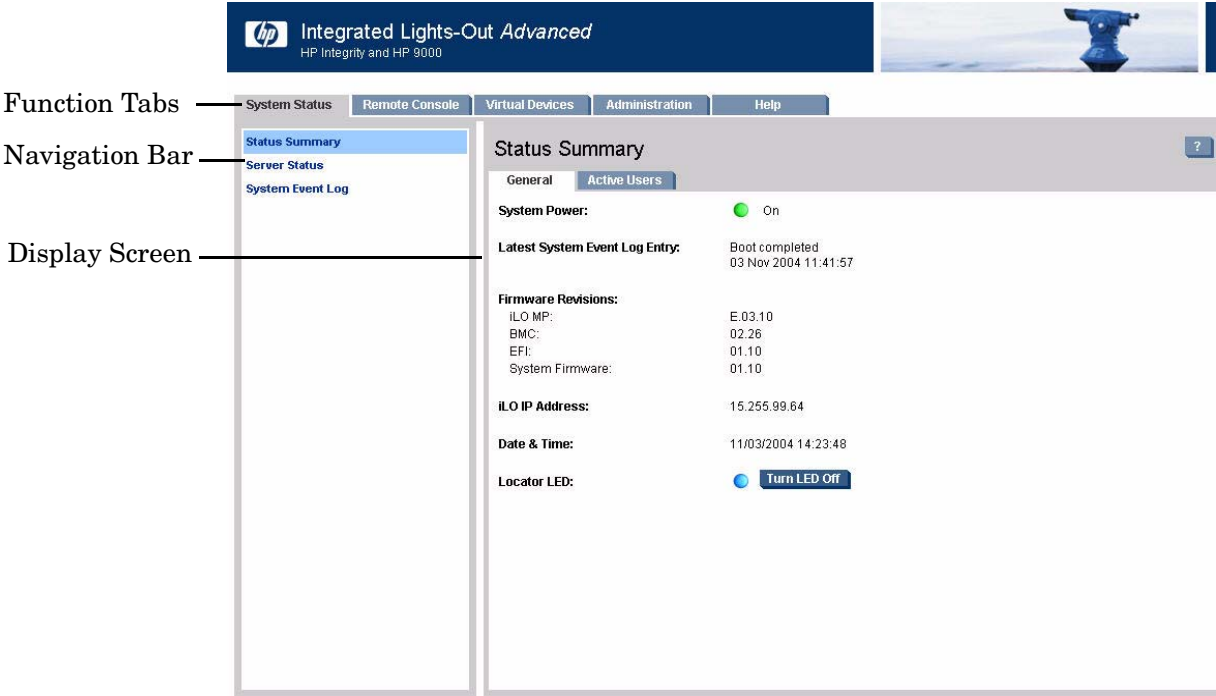 hp
Integrated Lights-Out Advanced
HP Integrity and HP 9000
Function Tabs
System Status Remote Console Virtual Devices Administration Help
Navigation Bar
Status Summary
Server Status
System Event Log
Display Screen
Status Summary
?
General Active Users
System Power: On
Latest System Event Log Entry: Boot completed
03 Nov 2004 11:41:57
Firmware Revisions:
iLO MP: E.03.10
BMC: 02.26
EFI: 01.10
System Firmware: 01.10
iLO IP Address: 15.255.99.64
Date & Time: 11/03/2004 14:23:48
Locator LED: Turn LED Off